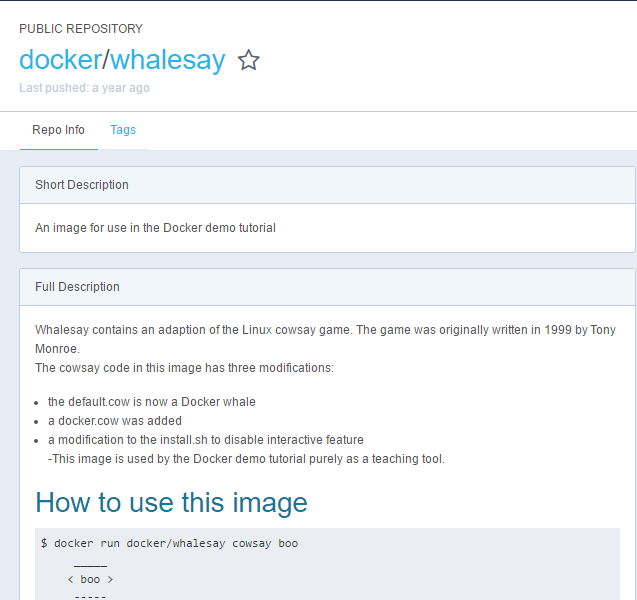 PUBLIC REPOSITORY
docker/whalesay
Last pushed: a year ago
Repo Info Tags
Short Description
An image for use in the Docker demo tutorial
Full Description
Whalesay contains an adaption of the Linux cowsay game. The game was originally written in 1999 by Tony
Monroe.
The cowsay code in this image has three modifications:
• the default.cow is now a Docker whale
• a docker.cow was added
• a modification to the install.sh to disable interactive feature
-This image is used by the Docker demo tutorial purely as a teaching tool.
How to use this image
$ docker run docker/whalesay cowsay boo
_____
< boo >
-----